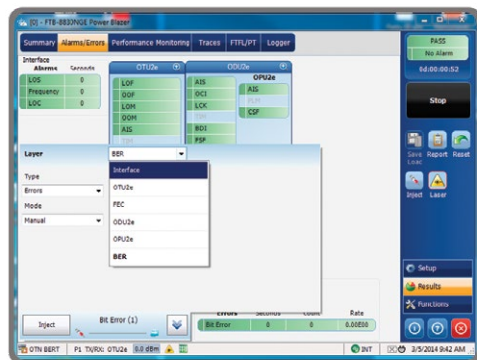 [0] - FTB-8830NGE Power Blazer
Summary Alarms/Errors Performance Monitoring Traces FTFL/PT Logger
Interface
Alarms Seconds
LOS 0
Frequency 0
LOC 0
OTU2e
LOF
OOF
LOM
OOM
AIS
ODU2e
AIS
OCI
LCK
BDI
PSP
OPU2e
AIS
PLM
CSF
Layer BER
Interface
OTU2e
FEC
ODU2e
OPU2e
BER
Type
Errors
Mode
Manual
Inject Bit Error (1)
Errors Seconds Count Rate
Bit Error 0 0 0.00E00
PASS
No Alarm
0d:00:00:53
Stop
Save Load Report Reset
Inject Laser
Setup
Results
Functions
OTN BERT P1 TX/RX: OTU2e 0.0 dBm INT 3/5/2014 9:42 AM